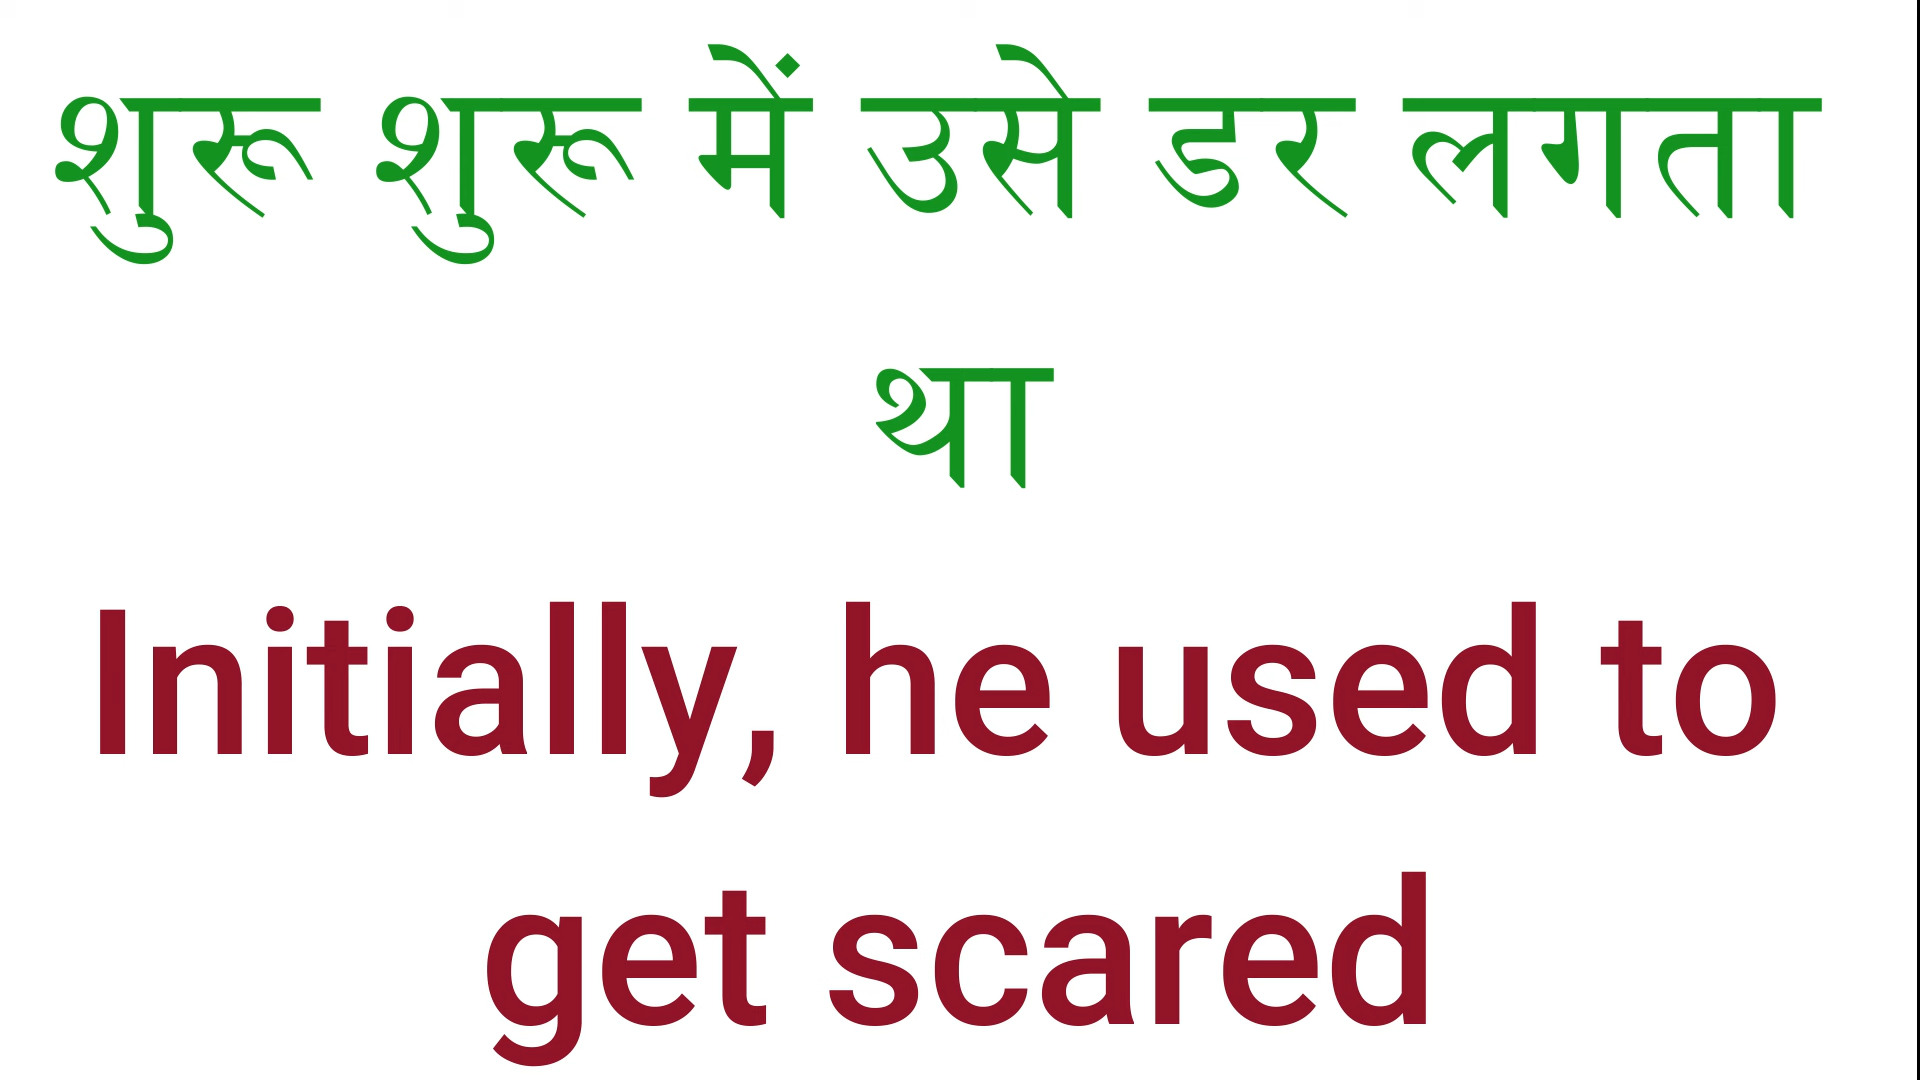 शुरू शुरू में उसे डर लगता
था
Initially, he used to
get scared